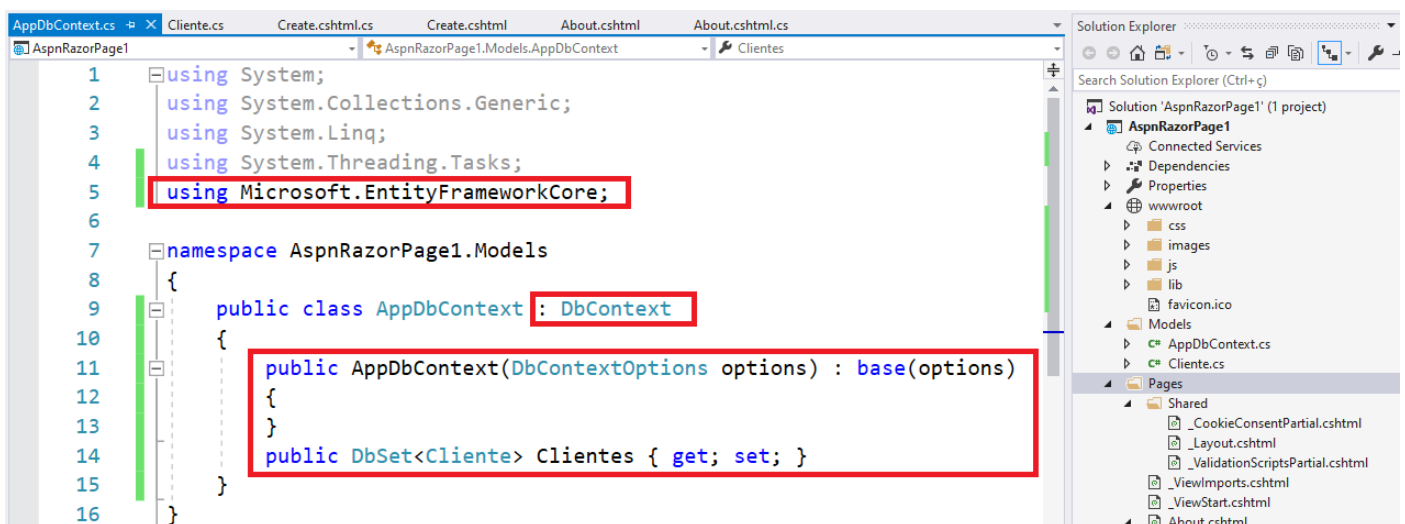 AppDbContext.cs Cliente.cs Create.cshtml.cs Create.cshtml About.cshtml About.cshtml.cs
AspnRazorPage1 AspnRazorPage1.Models.AppDbContext Clientes
1 using System;
2 using System.Collections.Generic;
3 using System.Linq;
4 using System.Threading.Tasks;
5 using Microsoft.EntityFrameworkCore;
6
7 namespace AspnRazorPage1.Models
8 {
9 public class AppDbContext : DbContext
10 {
11 public AppDbContext(DbContextOptions options) : base(options)
12 {
13 }
14 public DbSet<Cliente> Clientes { get; set; }
15 }
16 }
Solution Explorer
Search Solution Explorer (Ctrl+ç)
Solution 'AspnRazorPage1' (1 project)
AspnRazorPage1
Connected Services
Dependencies
Properties
wwwroot
css
images
js
lib
favicon.ico
Models
C# AppDbContext.cs
C# Cliente.cs
Pages
Shared
_CookieConsentPartial.cshtml
_Layout.cshtml
_ValidationScriptsPartial.cshtml
_ViewImports.cshtml
_ViewStart.cshtml
About.cshtml